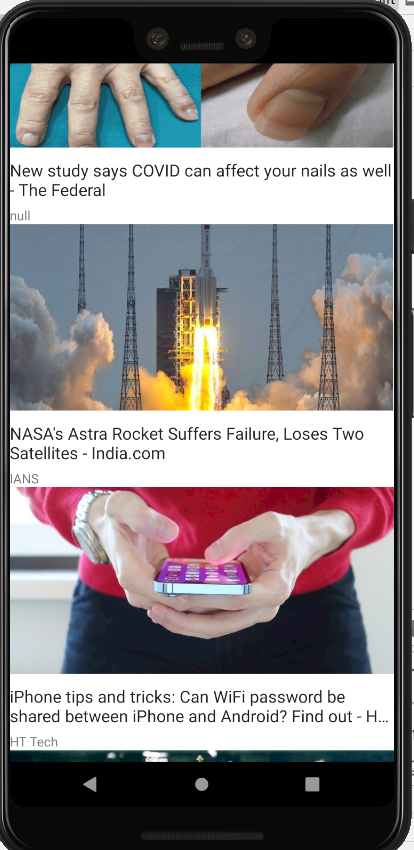 New study says COVID can affect your nails as well
- The Federal
null
NASA's Astra Rocket Suffers Failure, Loses Two
Satellites - India.com
IANS
iPhone tips and tricks: Can WiFi password be
shared between iPhone and Android? Find out - H...
HT Tech